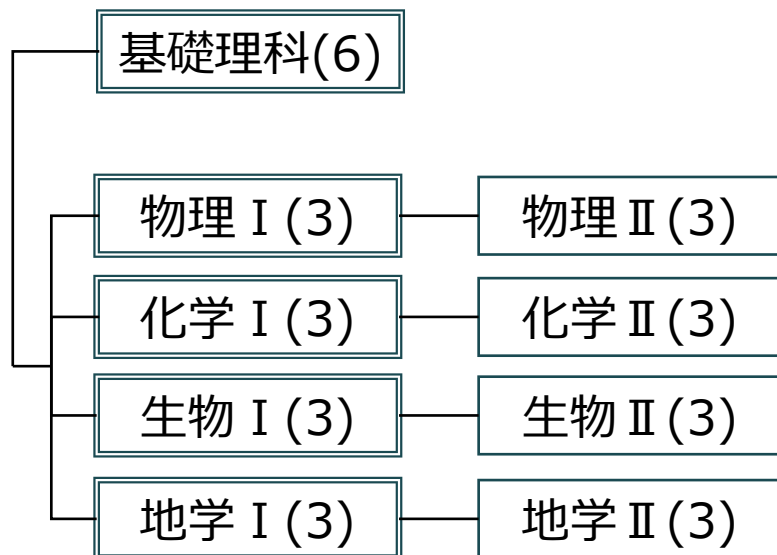 基礎理科(6)
物理Ⅰ(3) 物理Ⅱ(3)
化学Ⅰ(3) 化学Ⅱ(3)
生物Ⅰ(3) 生物Ⅱ(3)
地学Ⅰ(3) 地学Ⅱ(3)